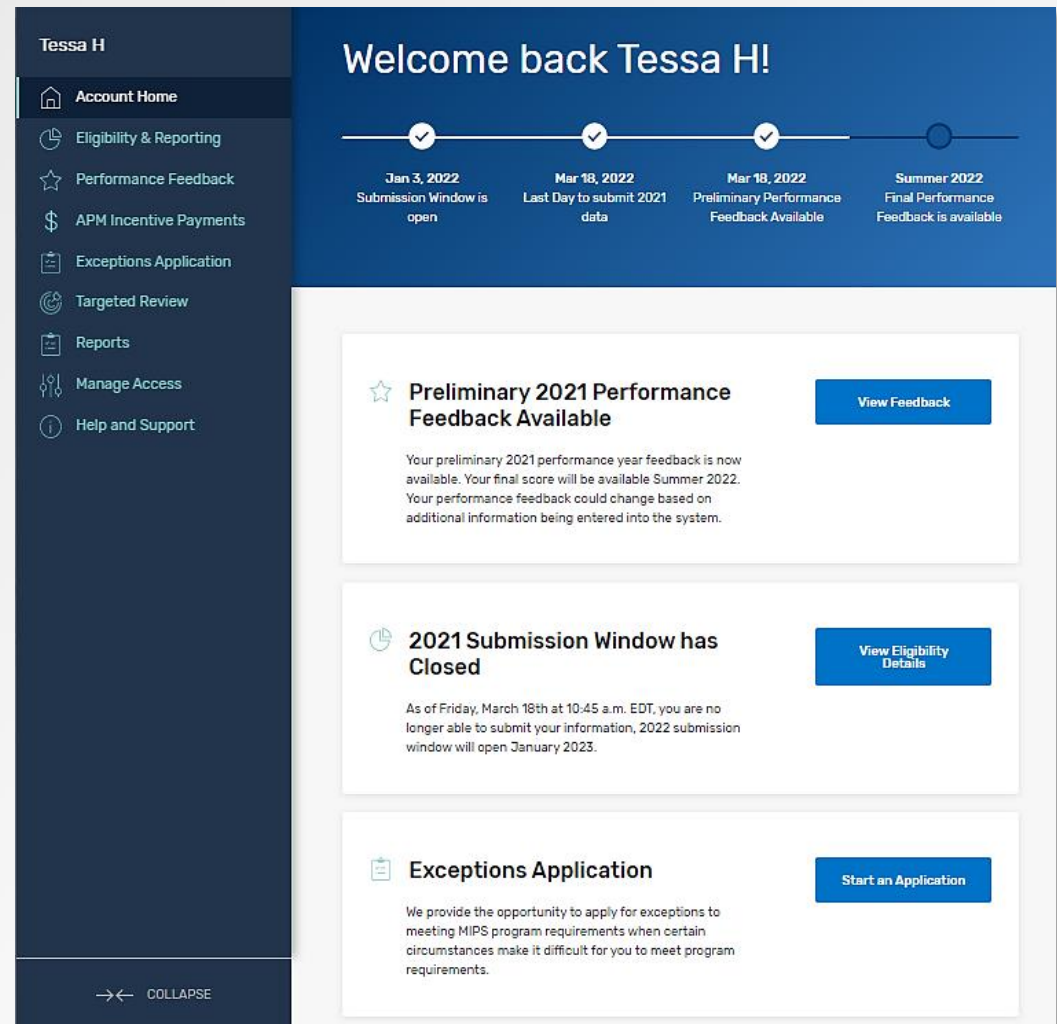 Tessa H
Account Home
Eligibility & Reporting
Performance Feedback
APM Incentive Payments
Exceptions Application
Targeted Review
Reports
Manage Access
Help and Support
COLLAPSE
Welcome back Tessa H!
Jan 3, 2022
Submission Window is
open
Mar 18, 2022
Last Day to submit 2021
data
Mar 18, 2022
Preliminary Performance
Feedback Available
Summer 2022
Final Performance
Feedback is available
Preliminary 2021 Performance
Feedback Available
Your preliminary 2021 performance year feedback is now
available. Your final score will be available Summer 2022.
Your performance feedback could change based on
additional information being entered into the system.
View Feedback
2021 Submission Window has
Closed
As of Friday, March 18th at 10:45 a.m. EDT, you are no
longer able to submit your information, 2022 submission
window will open January 2023.
View Eligibility
Details
Exceptions Application
We provide the opportunity to apply for exceptions to
meeting MIPS program requirements when certain
circumstances make it difficult for you to meet program
requirements.
Start an Application